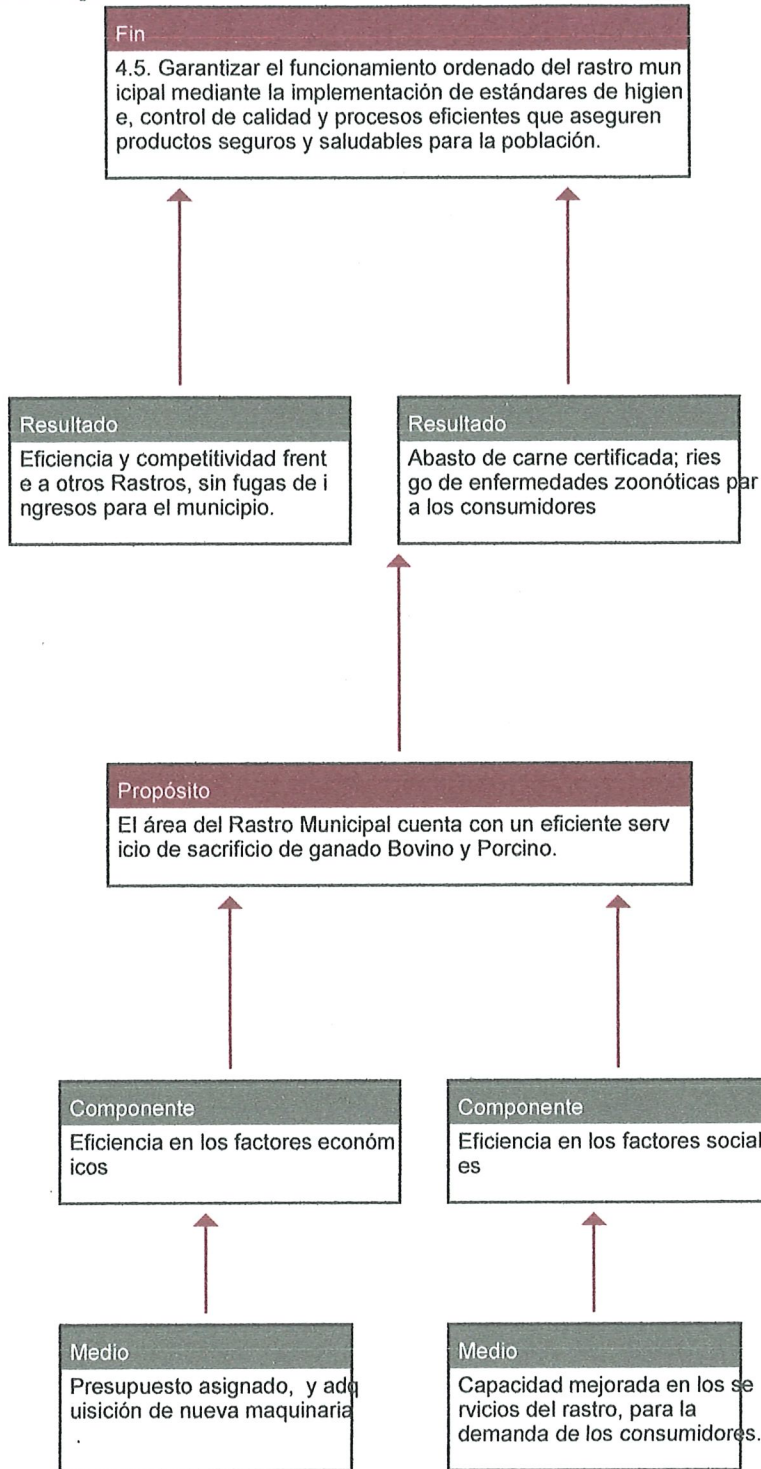 Fin
4.5. Garantizar el funcionamiento ordenado del rastro mun
icipal mediante la implementación de estándares de higien
e, control de calidad y procesos eficientes que aseguren
productos seguros y saludables para la población.
Resultado
Eficiencia y competitividad frent
e a otros Rastros, sin fugas de i
ngresos para el municipio.
Resultado
Abasto de carne certificada; ries
go de enfermedades zoonóticas par
a los consumidores
Propósito
El área del Rastro Municipal cuenta con un eficiente serv
icio de sacrificio de ganado Bovino y Porcino.
Componente
Eficiencia en los factores económ
icos
Componente
Eficiencia en los factores social
es
Medio
Presupuesto asignado, y adq
uisición de nueva maquinaria
.
Medio
Capacidad mejorada en los se
rvicios del rastro, para la
demanda de los consumidores.